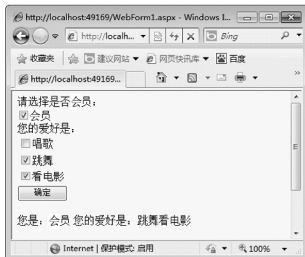 http://localhost:49169/WebForm1.aspx - Windows I...
http://localh...
Bing
收藏夹
建议网站
网页快讯库
百度
http://localhost:49169...
请选择是否会员：
会员
您的爱好是：
唱歌
跳舞
看电影
确定
您是：会员 您的爱好是：跳舞看电影
Internet | 保护模式: 启用
100%